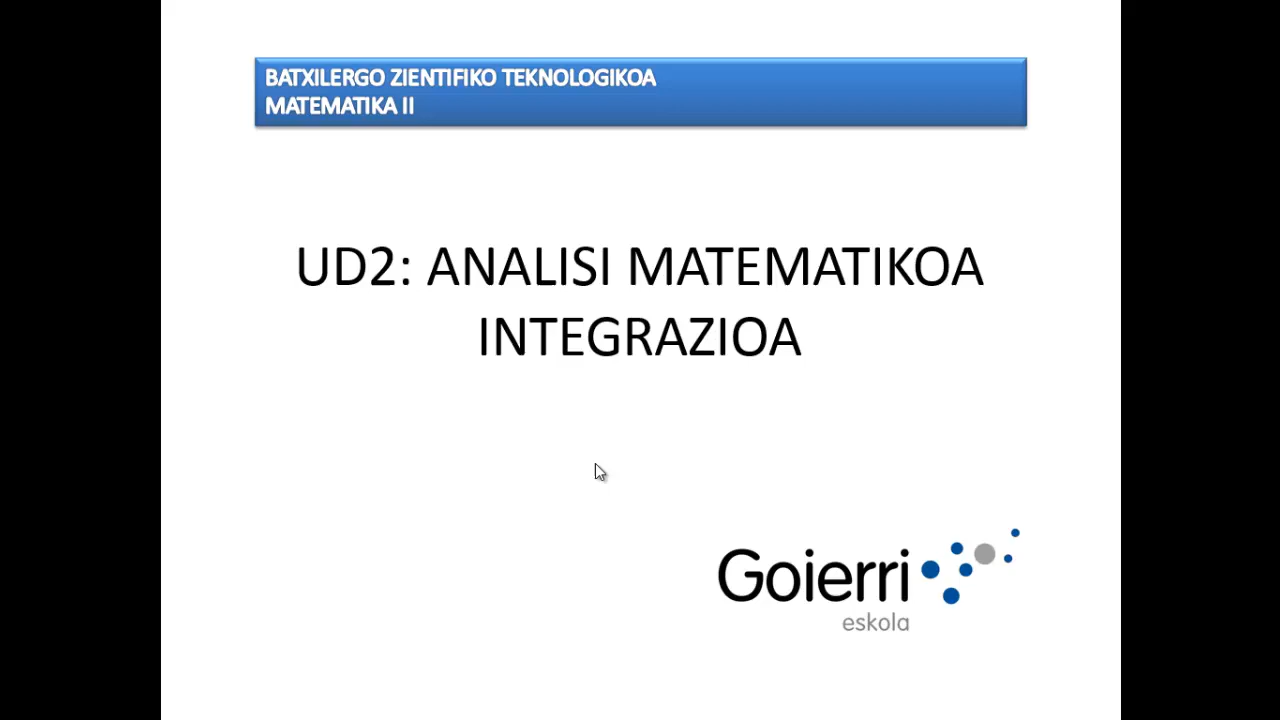 BATXILERGO ZIENTIFIKO TEKNOLOGIKOA
MATEMATIKA II
UD2: ANALISI MATEMATIKOA
INTEGRAZIOA
Goierri
eskola